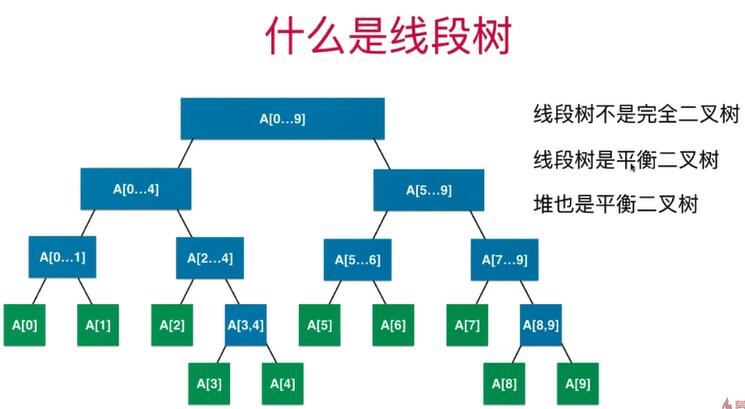 什么是线段树
A[0...9]
线段树不是完全二叉树
线段树是平衡二叉树
堆也是平衡二叉树
A[0...4]
A[5...9]
A[0...1]
A[2...4]
A[5...6]
A[7...9]
A[0]
A[1]
A[2]
A[3,4]
A[5]
A[6]
A[7]
A[8,9]
A[3]
A[4]
A[8]
A[9]